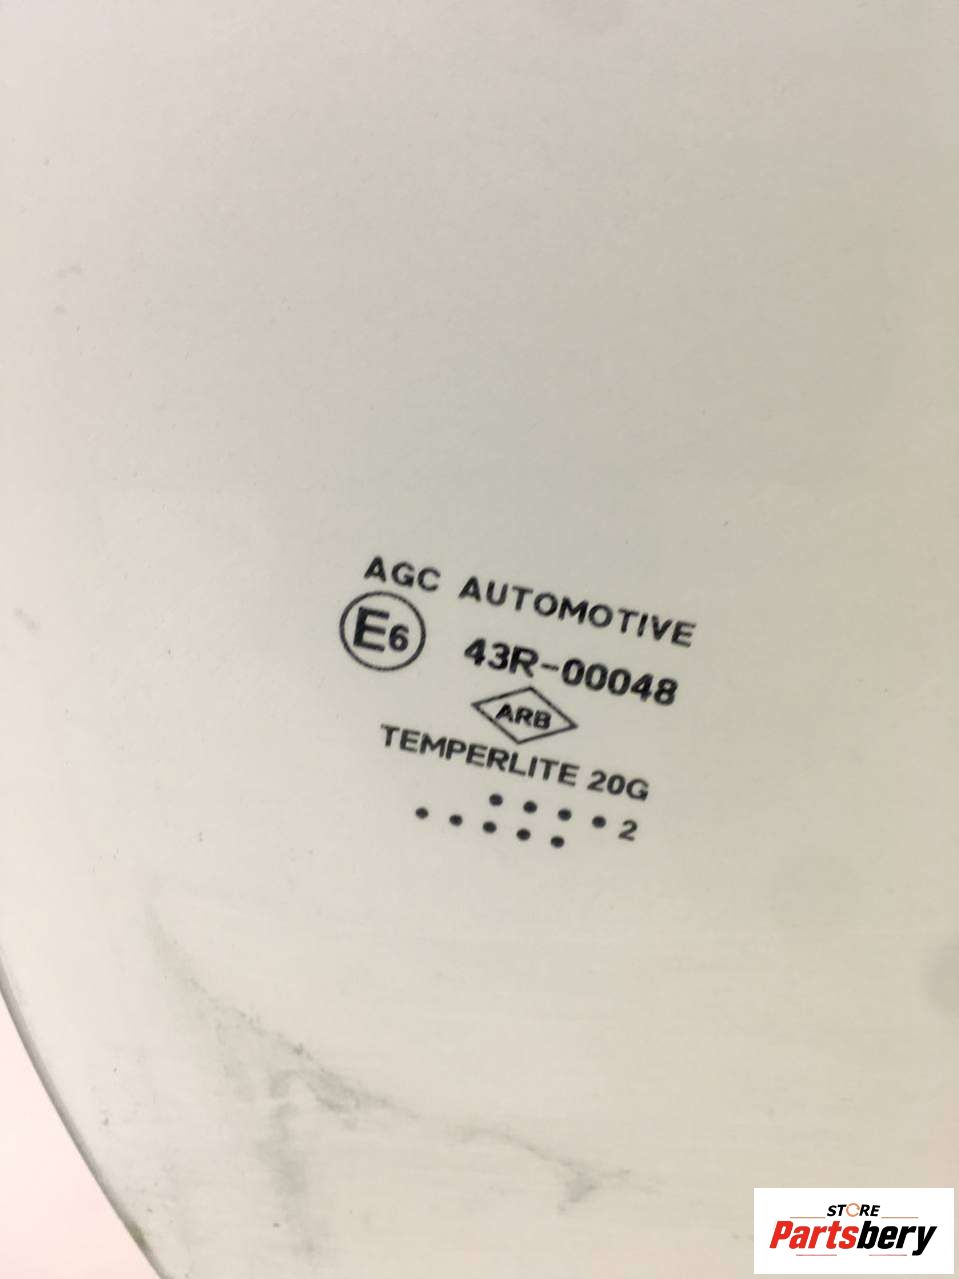 AGC AUTOMOTIVE
E6
43R-00048
ARB
TEMPERLITE 20G
• • • • 2
• • • • •
STORE
Partsbery